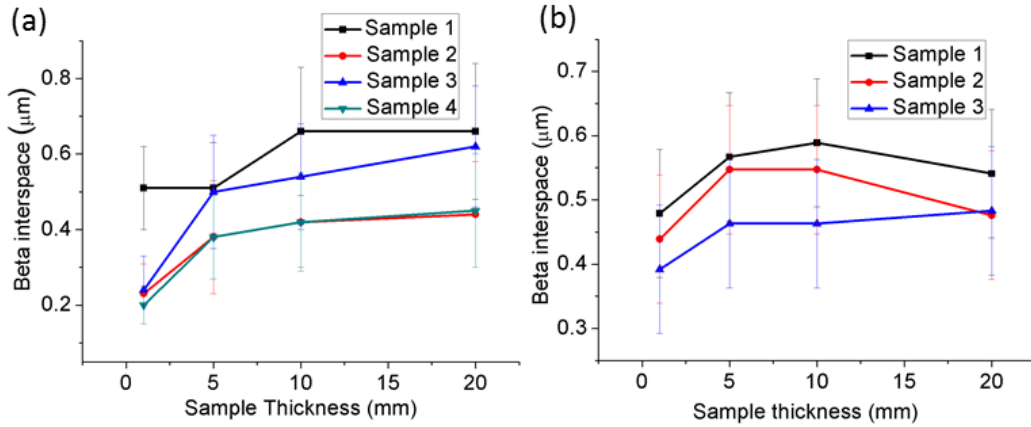 (a)
Sample 1
Sample 2
Sample 3
Sample 4
Beta interspace (μm)
0.8
0.6
0.4
0.2
0 5 10 15 20
Sample Thickness (mm)
(b)
Sample 1
Sample 2
Sample 3
Beta interspace (μm)
0.7
0.6
0.5
0.4
0.3
0 5 10 15 20
Sample thickness (mm)